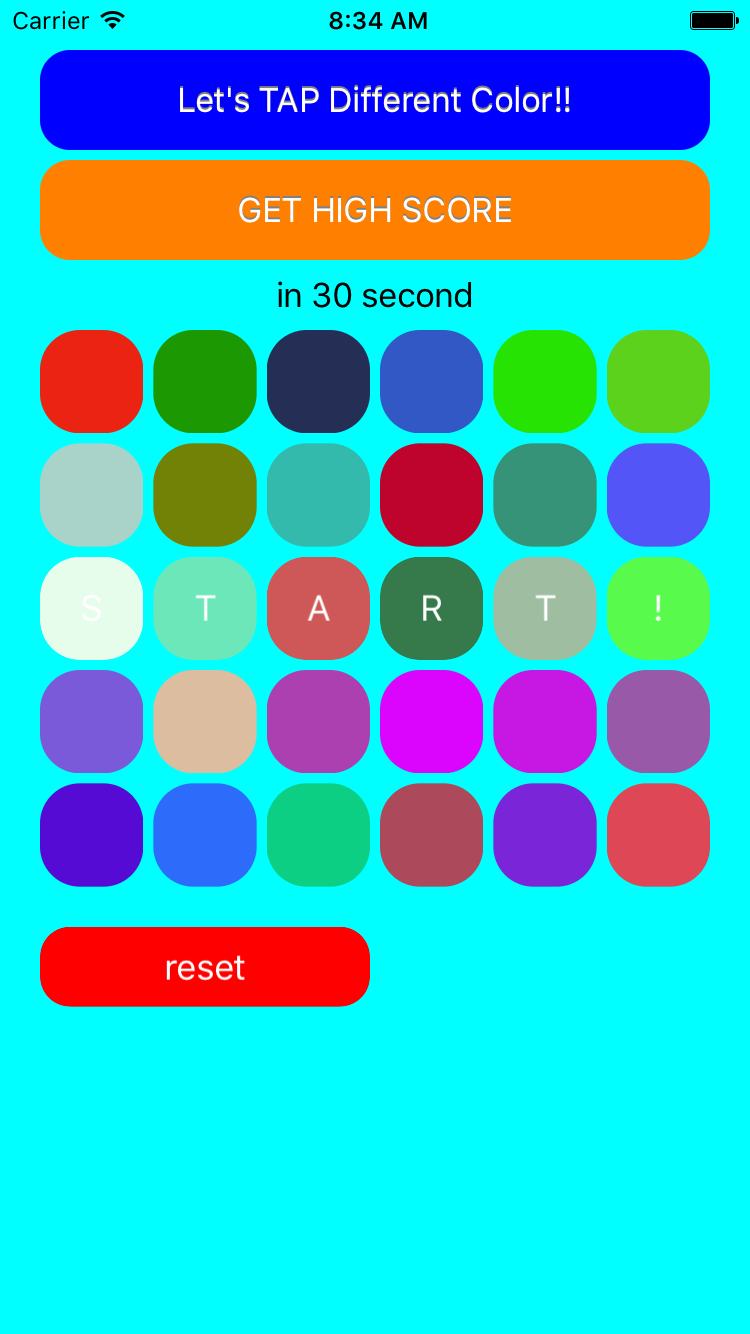 Carrier 8:34 AM
Let's TAP Different Color!!
GET HIGH SCORE
in 30 second
S T A R T !
reset